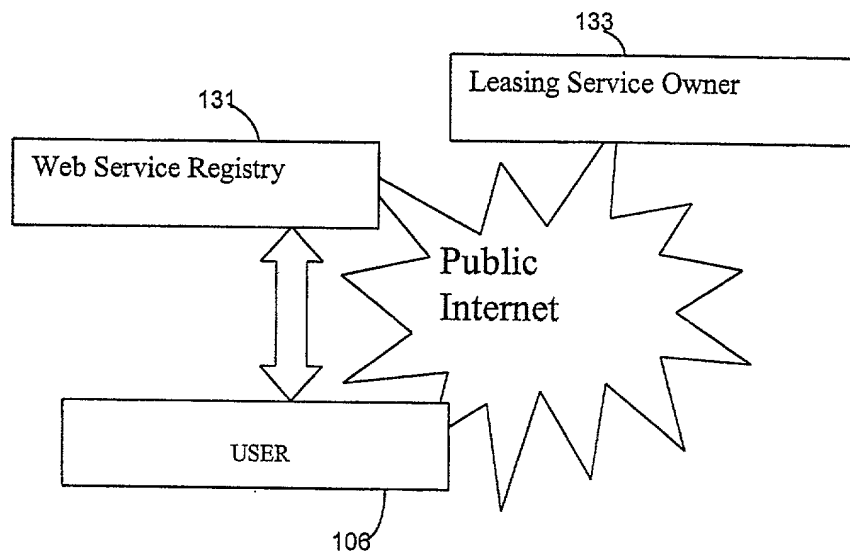 133
Leasing Service Owner
131
Web Service Registry
Public
Internet
USER
106